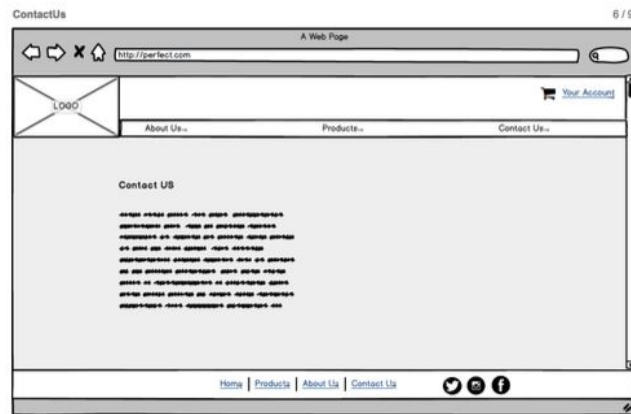 ContactUs 6 / 9
A Web Page
http://perfect.com
LOGO
Your Account
About Us
Products
Contact Us
Contact US
Home | Products | About Us | Contact Us